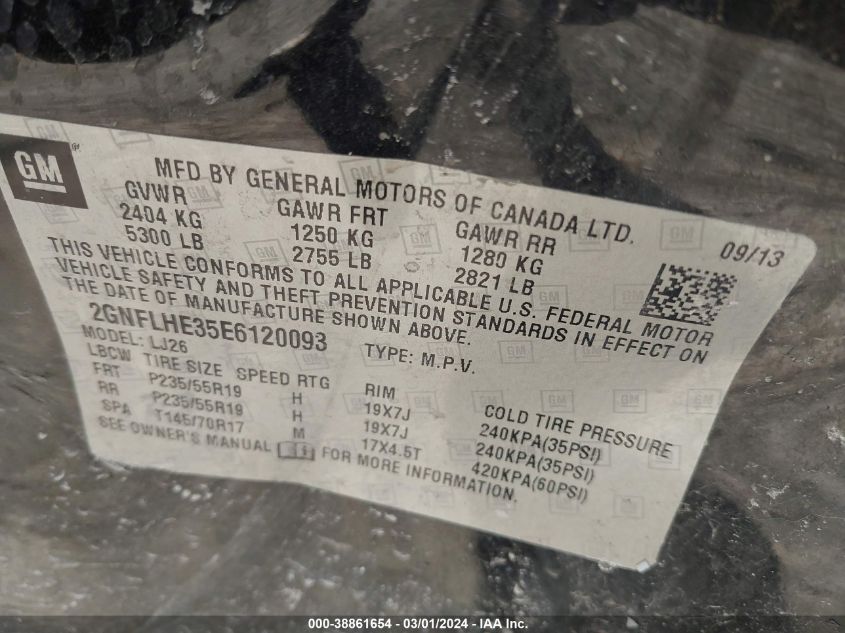 GM
MFD BY GENERAL MOTORS OF CANADA LTD.
GVWR GAWR FRT GAWR RR 09/13
2404 KG 1250 KG 1280 KG
5300 LB 2755 LB 2821 LB
THIS VEHICLE CONFORMS TO ALL APPLICABLE U.S. FEDERAL MOTOR
VEHICLE SAFETY AND THEFT PREVENTION STANDARDS IN EFFECT ON
THE DATE OF MANUFACTURE SHOWN ABOVE.
2GNFLHE35E6120093 TYPE: M.P.V.
MODEL: LJ26
LBCW TIRE SIZE SPEED RTG RIM COLD TIRE PRESSURE
FRT P235/55R19 H 19X7J 240KPA(35PSI)
RR P235/55R19 H 19X7J 240KPA(35PSI)
SPA T145/70R17 M 17X4.5T 420KPA(60PSI)
SEE OWNER'S MANUAL FOR MORE INFORMATION.
000-38861654 — 03/01/2024 — IAA Inc.